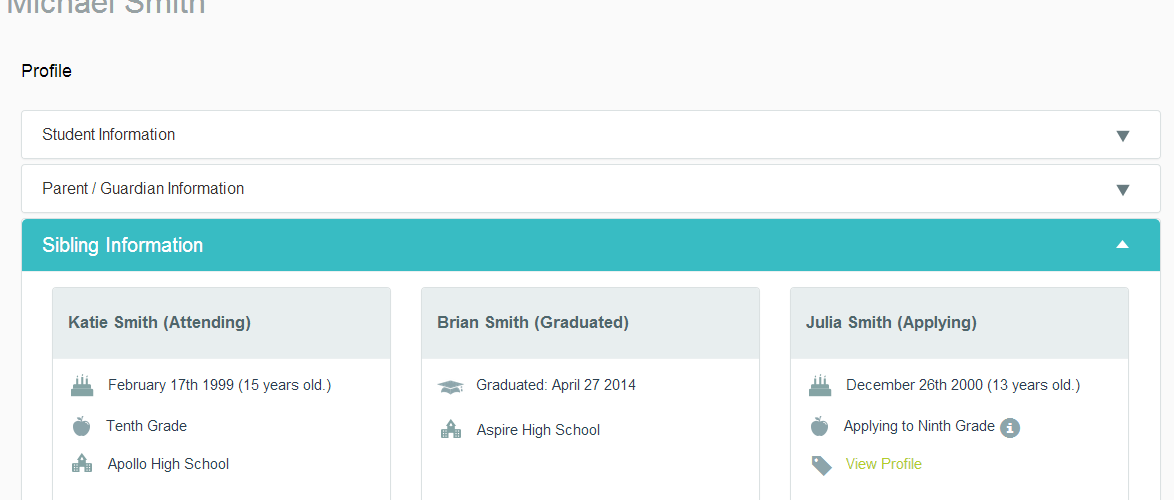 Michael Smith
Profile
Student Information
Parent / Guardian Information
Sibling Information
Katie Smith (Attending)
February 17th 1999 (15 years old.)
Tenth Grade
Apollo High School
Brian Smith (Graduated)
Graduated: April 27 2014
Aspire High School
Julia Smith (Applying)
December 26th 2000 (13 years old.)
Applying to Ninth Grade
View Profile